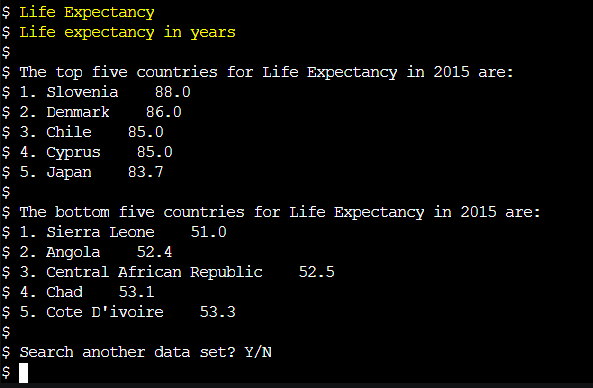 $ Life Expectancy
$ Life expectancy in years
$
$ The top five countries for Life Expectancy in 2015 are:
$ 1. Slovenia    88.0
$ 2. Denmark    86.0
$ 3. Chile    85.0
$ 4. Cyprus    85.0
$ 5. Japan    83.7
$
$ The bottom five countries for Life Expectancy in 2015 are:
$ 1. Sierra Leone    51.0
$ 2. Angola    52.4
$ 3. Central African Republic    52.5
$ 4. Chad    53.1
$ 5. Cote D'ivoire    53.3
$
$ Search another data set? Y/N
$